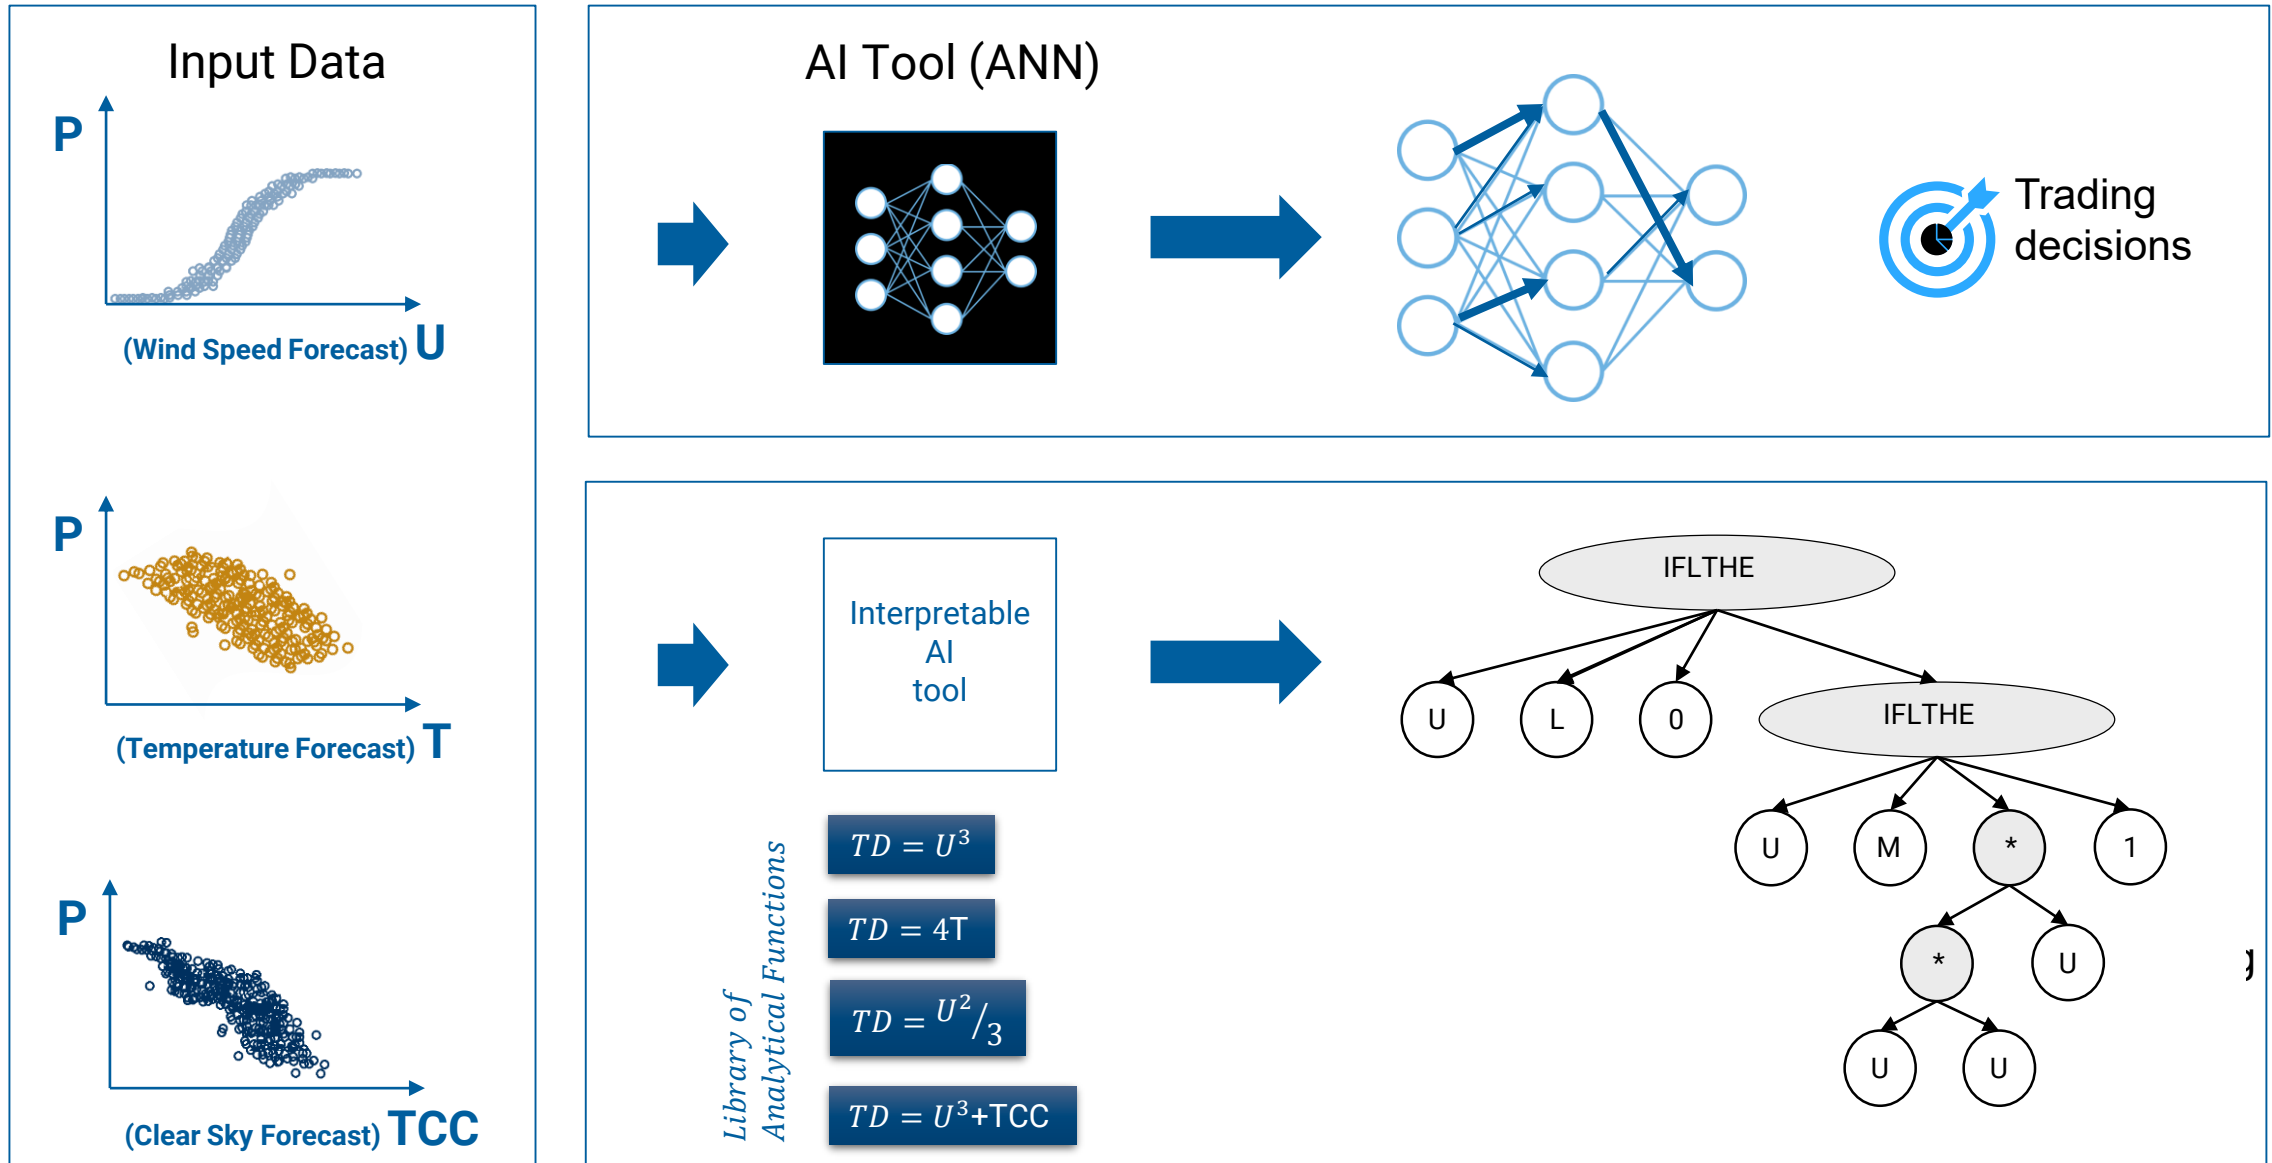 Input Data
P
(Wind Speed Forecast) U
P
(Temperature Forecast) T
P
(Clear Sky Forecast) TCC
AI Tool (ANN)
Trading
decisions
Interpretable
AI
tool
Library of
Analytical Functions
TD = U³
TD = 4T
TD = U²/3
TD = U³+TCC
IFLTHE
U L 0 IFLTHE
U M * 1
* U
U U